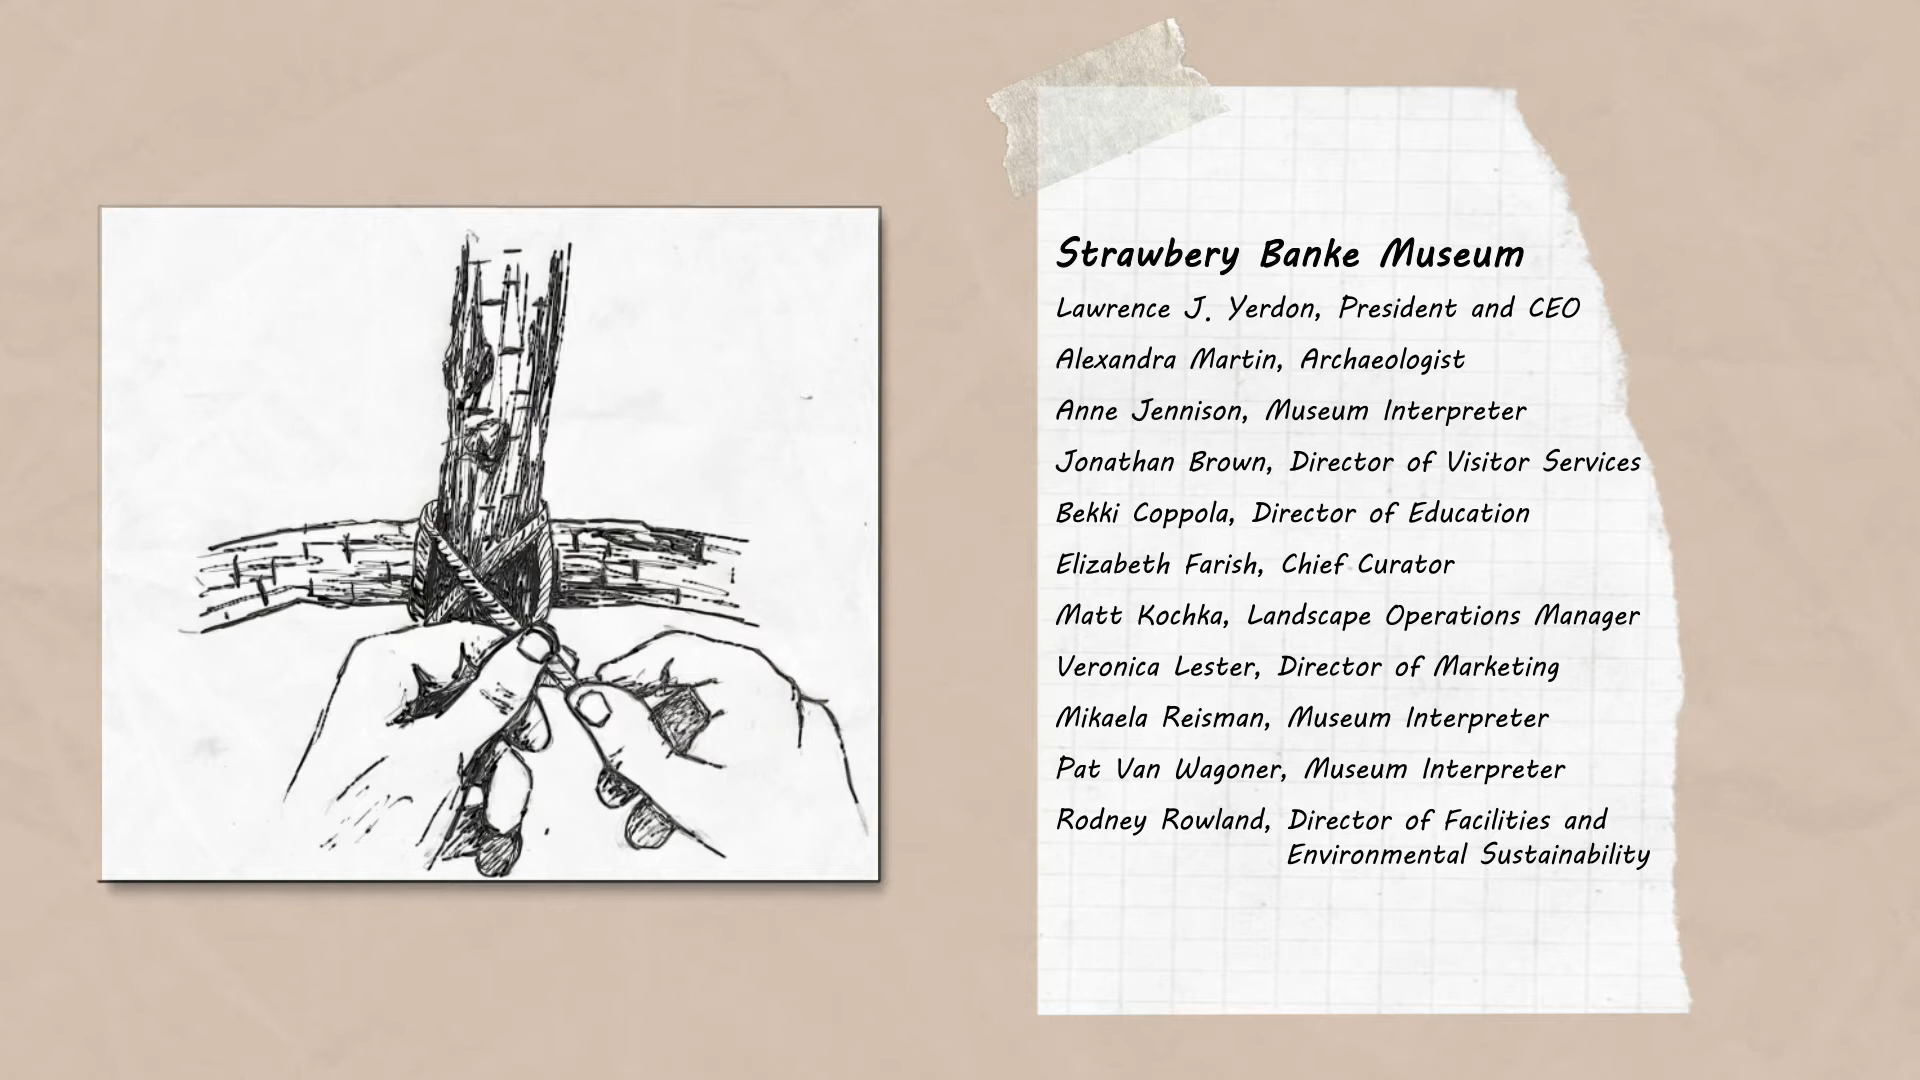 Strawbery Banke Museum
Lawrence J. Yerdon, President and CEO
Alexandra Martin, Archaeologist
Anne Jennison, Museum Interpreter
Jonathan Brown, Director of Visitor Services
Bekki Coppola, Director of Education
Elizabeth Farish, Chief Curator
Matt Kochka, Landscape Operations Manager
Veronica Lester, Director of Marketing
Mikaela Reisman, Museum Interpreter
Pat Van Wagoner, Museum Interpreter
Rodney Rowland, Director of Facilities and
Environmental Sustainability